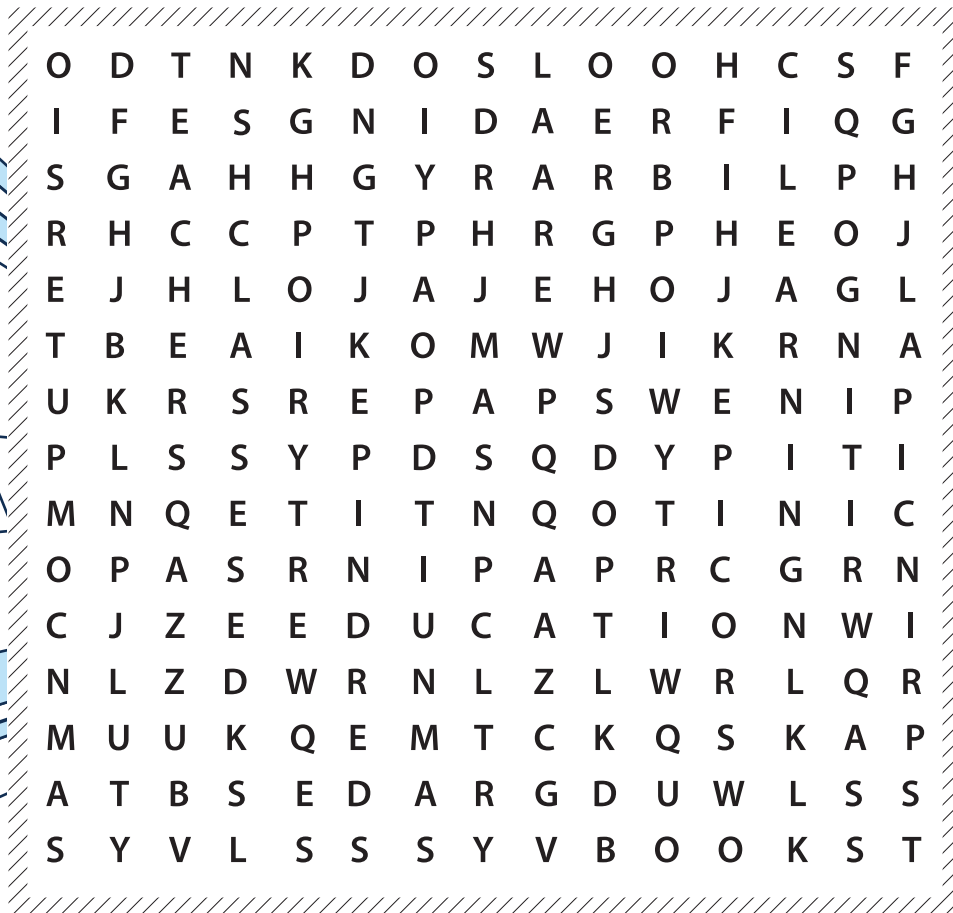 O D T N K D O S L O O H C S F
I F E S G N I D A E R F I Q G
S G A H H G Y R A R B I L P H
R H C C P T P H R G P H E O J
E J H L O J A J E H O J A G L
T B E A I K O M W J I K R N A
U K R S R E P A P S W E N I P
P L S S Y P D S Q D Y P I T I
M N Q E T I T N Q O T I N I C
O P A S R N I P A P R C G R N
C J Z E E D U C A T I O N W I
N L Z D W R N L Z L W R L Q R
M U U K Q E M T C K Q S K A P
A T B S E D A R G D U W L S S
S Y V L S S S Y V B O O K S T